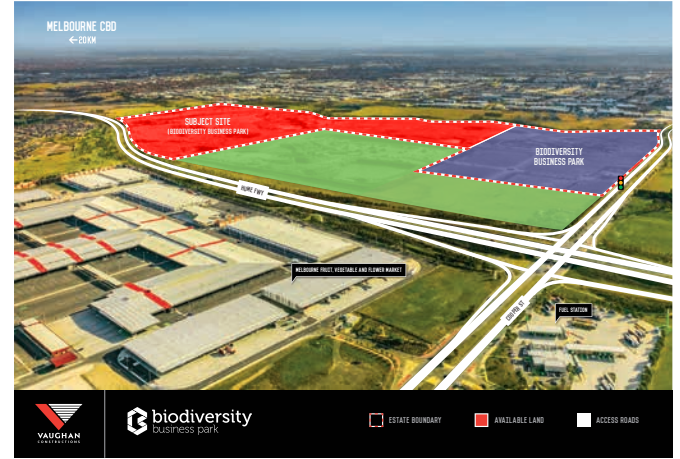 MELBOURNE CBD
← 20KM
SUBJECT SITE
(BIODIVERSITY BUSINESS PARK)
BIODIVERSITY
BUSINESS PARK
HUME FWY
MELBOURNE FRUIT, VEGETABLE AND FLOWER MARKET
FUEL STATION
COOPER ST
VAUGHAN
CONSTRUCTIONS
biodiversity
business park
ESTATE BOUNDARY
AVAILABLE LAND
ACCESS ROADS